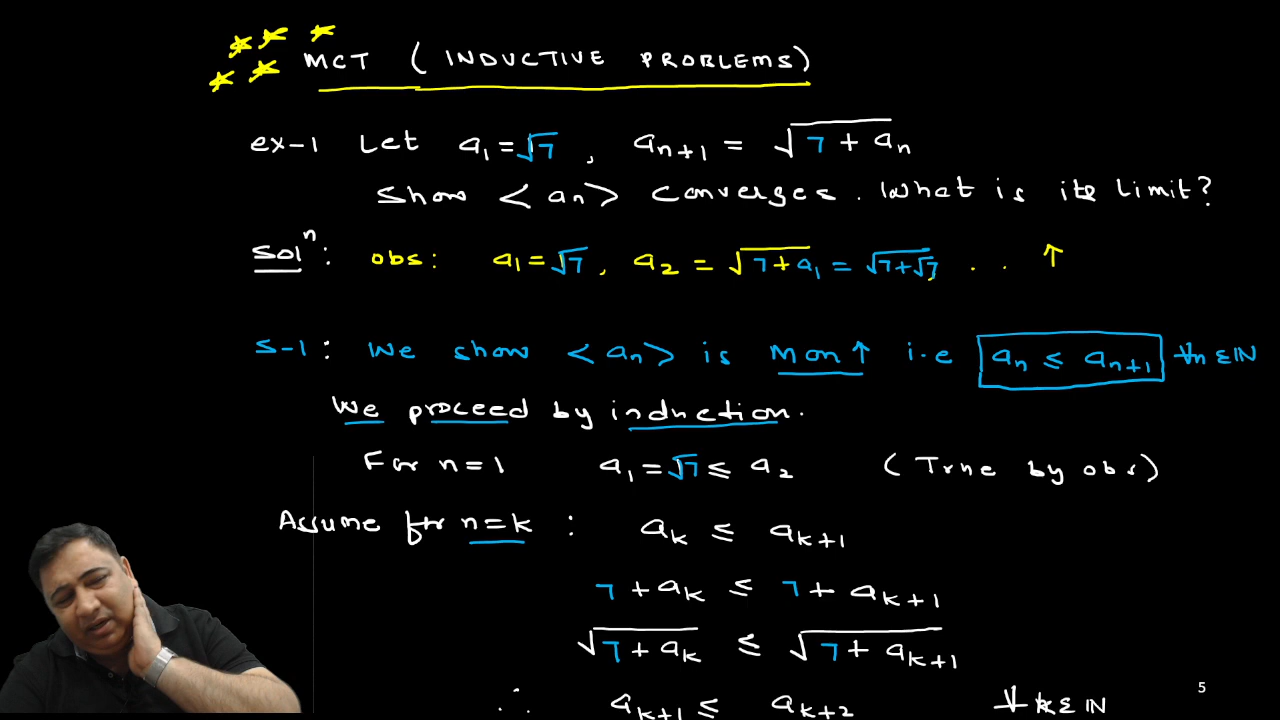 MCT ( INDUCTIVE PROBLEMS)
ex-1 Let a₁ = √7 , aₙ₊₁ = √(7 + aₙ)
Show <aₙ> converges. What is its limit?
Solⁿ: obs: a₁ = √7, a₂ = √(7+a₁) = √(7+√7), . . ↑
S-1: We show <aₙ> is mon↑ i.e aₙ ≤ aₙ₊₁ ∀n∈ℕ
We proceed by induction.
For n=1 a₁ = √7 ≤ a₂ (True by obs)
Assume for n=k : aₖ ≤ aₖ₊₁
7 + aₖ ≤ 7 + aₖ₊₁
√(7 + aₖ) ≤ √(7 + aₖ₊₁)
∴ aₖ₊₁ ≤ aₖ₊₂ ∀ k∈ℕ
5